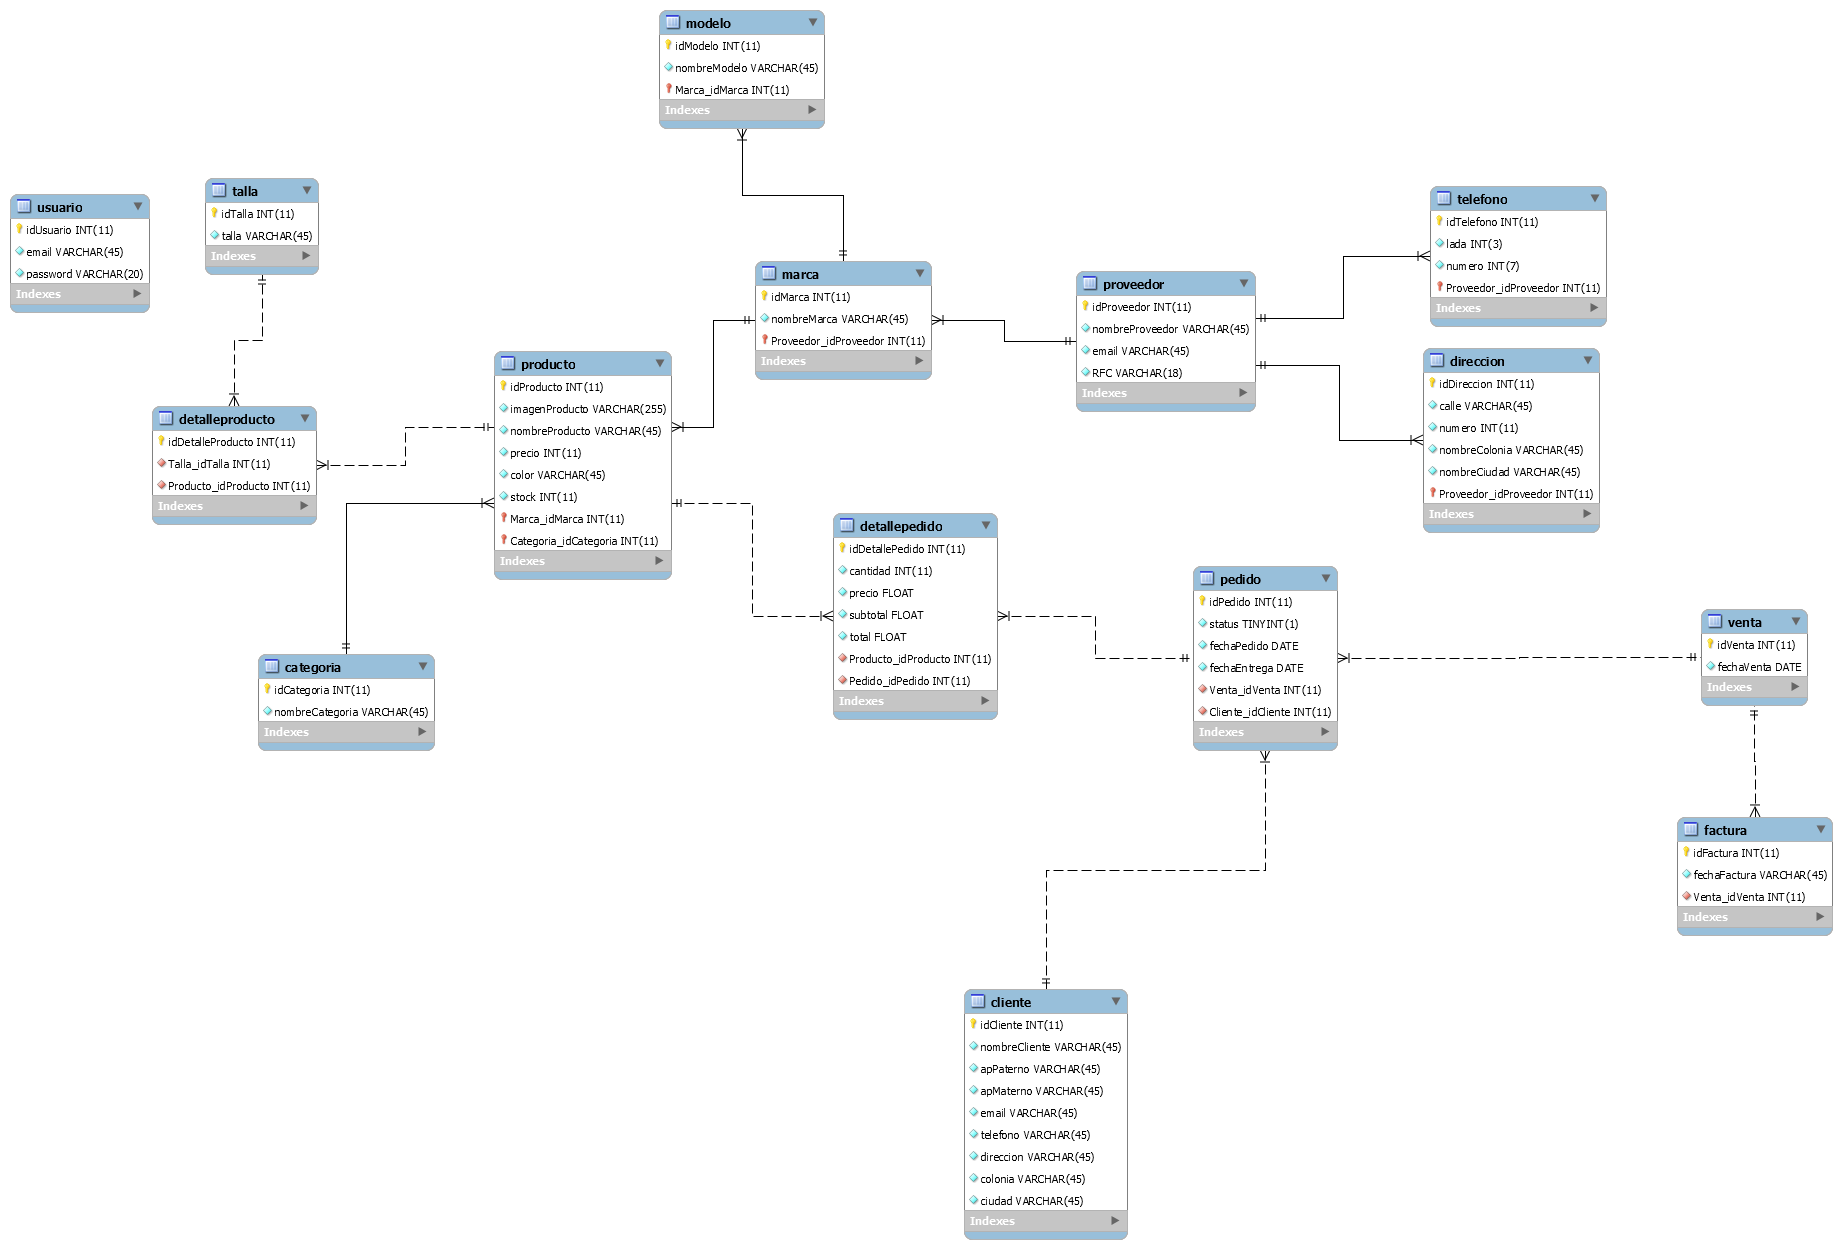 modelo
idModelo INT(11)
nombreModelo VARCHAR(45)
Marca_idMarca INT(11)
Indexes
usuario
idUsuario INT(11)
email VARCHAR(45)
password VARCHAR(20)
Indexes
talla
idTalla INT(11)
talla VARCHAR(45)
Indexes
marca
idMarca INT(11)
nombreMarca VARCHAR(45)
Proveedor_idProveedor INT(11)
Indexes
proveedor
idProveedor INT(11)
nombreProveedor VARCHAR(45)
email VARCHAR(45)
RFC VARCHAR(18)
Indexes
telefono
idTelefono INT(11)
lada INT(3)
numero INT(7)
Proveedor_idProveedor INT(11)
Indexes
direccion
idDireccion INT(11)
calle VARCHAR(45)
numero INT(11)
nombreColonia VARCHAR(45)
nombreCiudad VARCHAR(45)
Proveedor_idProveedor INT(11)
Indexes
detalleproducto
idDetalleProducto INT(11)
Talla_idTalla INT(11)
Producto_idProducto INT(11)
Indexes
producto
idProducto INT(11)
imagenProducto VARCHAR(255)
nombreProducto VARCHAR(45)
precio INT(11)
color VARCHAR(45)
stock INT(11)
Marca_idMarca INT(11)
Categoria_idCategoria INT(11)
Indexes
categoria
idCategoria INT(11)
nombreCategoria VARCHAR(45)
Indexes
detallepedido
idDetallePedido INT(11)
cantidad INT(11)
precio FLOAT
subtotal FLOAT
total FLOAT
Producto_idProducto INT(11)
Pedido_idPedido INT(11)
Indexes
pedido
idPedido INT(11)
status TINYINT(1)
fechaPedido DATE
fechaEntrega DATE
Venta_idVenta INT(11)
Cliente_idCliente INT(11)
Indexes
venta
idVenta INT(11)
fechaVenta DATE
Indexes
factura
idFactura INT(11)
fechaFactura VARCHAR(45)
Venta_idVenta INT(11)
Indexes
cliente
idCliente INT(11)
nombreCliente VARCHAR(45)
apPaterno VARCHAR(45)
apMaterno VARCHAR(45)
email VARCHAR(45)
telefono VARCHAR(45)
direccion VARCHAR(45)
colonia VARCHAR(45)
ciudad VARCHAR(45)
Indexes